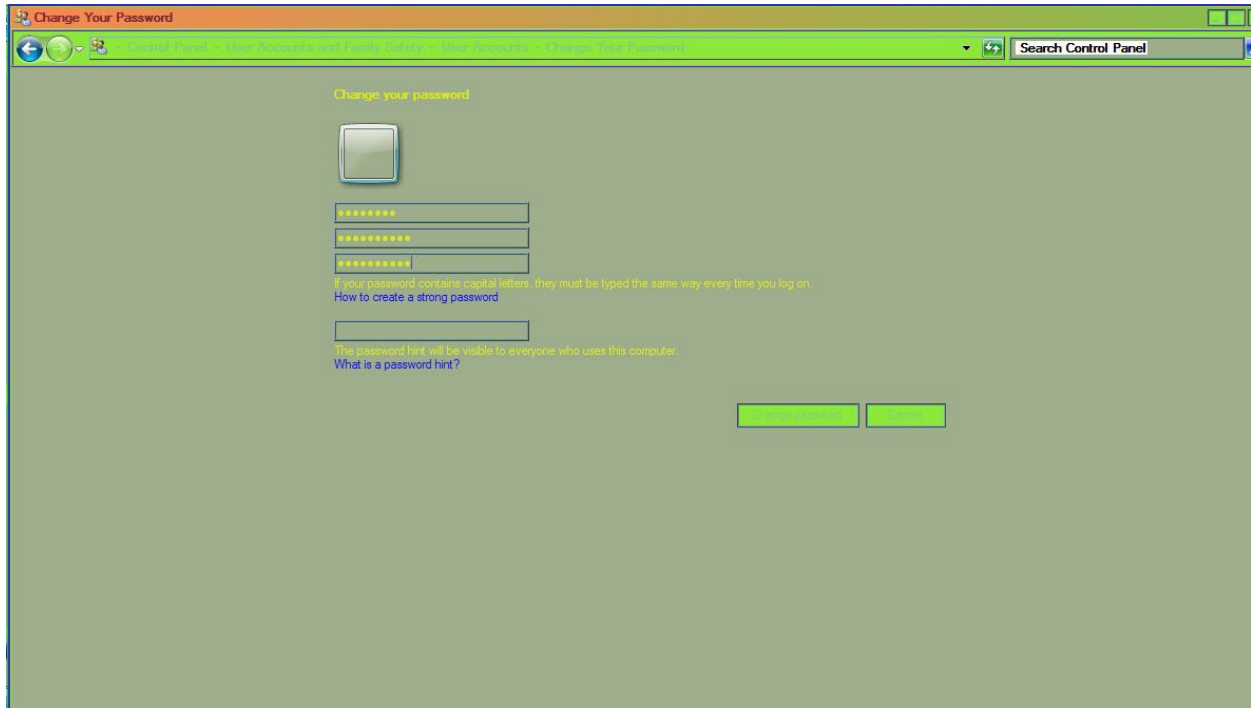 Change Your Password
Control Panel - User Accounts and Family Safety - User Accounts - Change Your Password
Search Control Panel
Change your password
••••••••
••••••••••
••••••••••
If your password contains capital letters, they must be typed the same way every time you log on.
How to create a strong password
The password hint will be visible to everyone who uses this computer.
What is a password hint?
Change password
Cancel